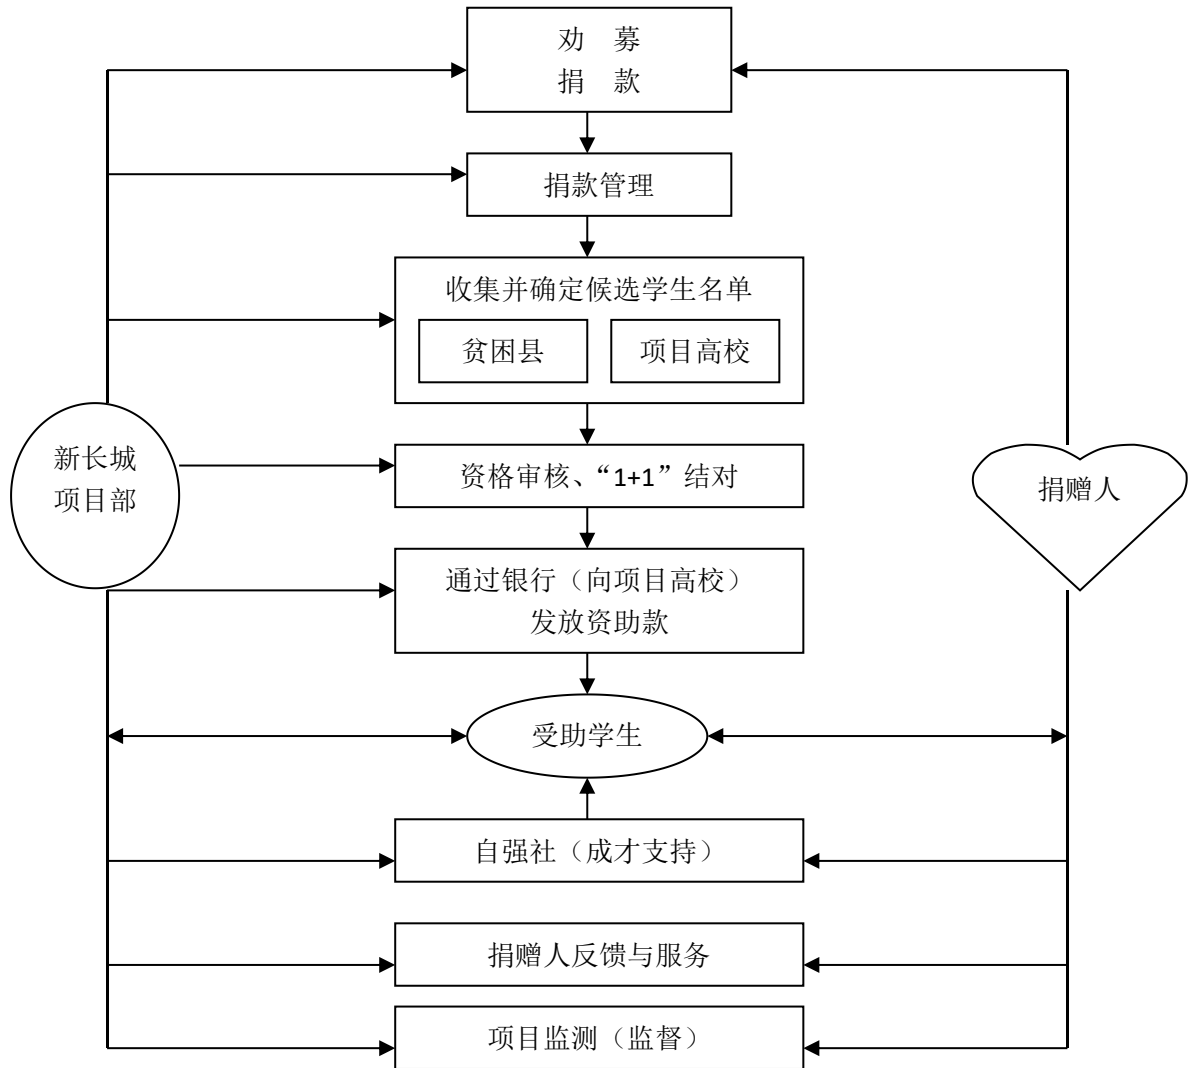 劝 募
捐 款
捐款管理
收集并确定候选学生名单
贫困县
项目高校
新长城
项目部
资格审核、“1+1”结对
捐赠人
通过银行（向项目高校）
发放资助款
受助学生
自强社（成才支持）
捐赠人反馈与服务
项目监测（监督）